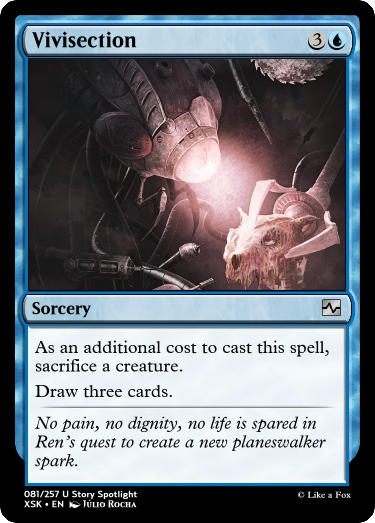 Vivisection 3
Sorcery
As an additional cost to cast this spell,
sacrifice a creature.
Draw three cards.
No pain, no dignity, no life is spared in
Ren's quest to create a new planeswalker
spark.
081/257 U Story Spotlight
XSK • EN Julio Rocha
© Like a Fox